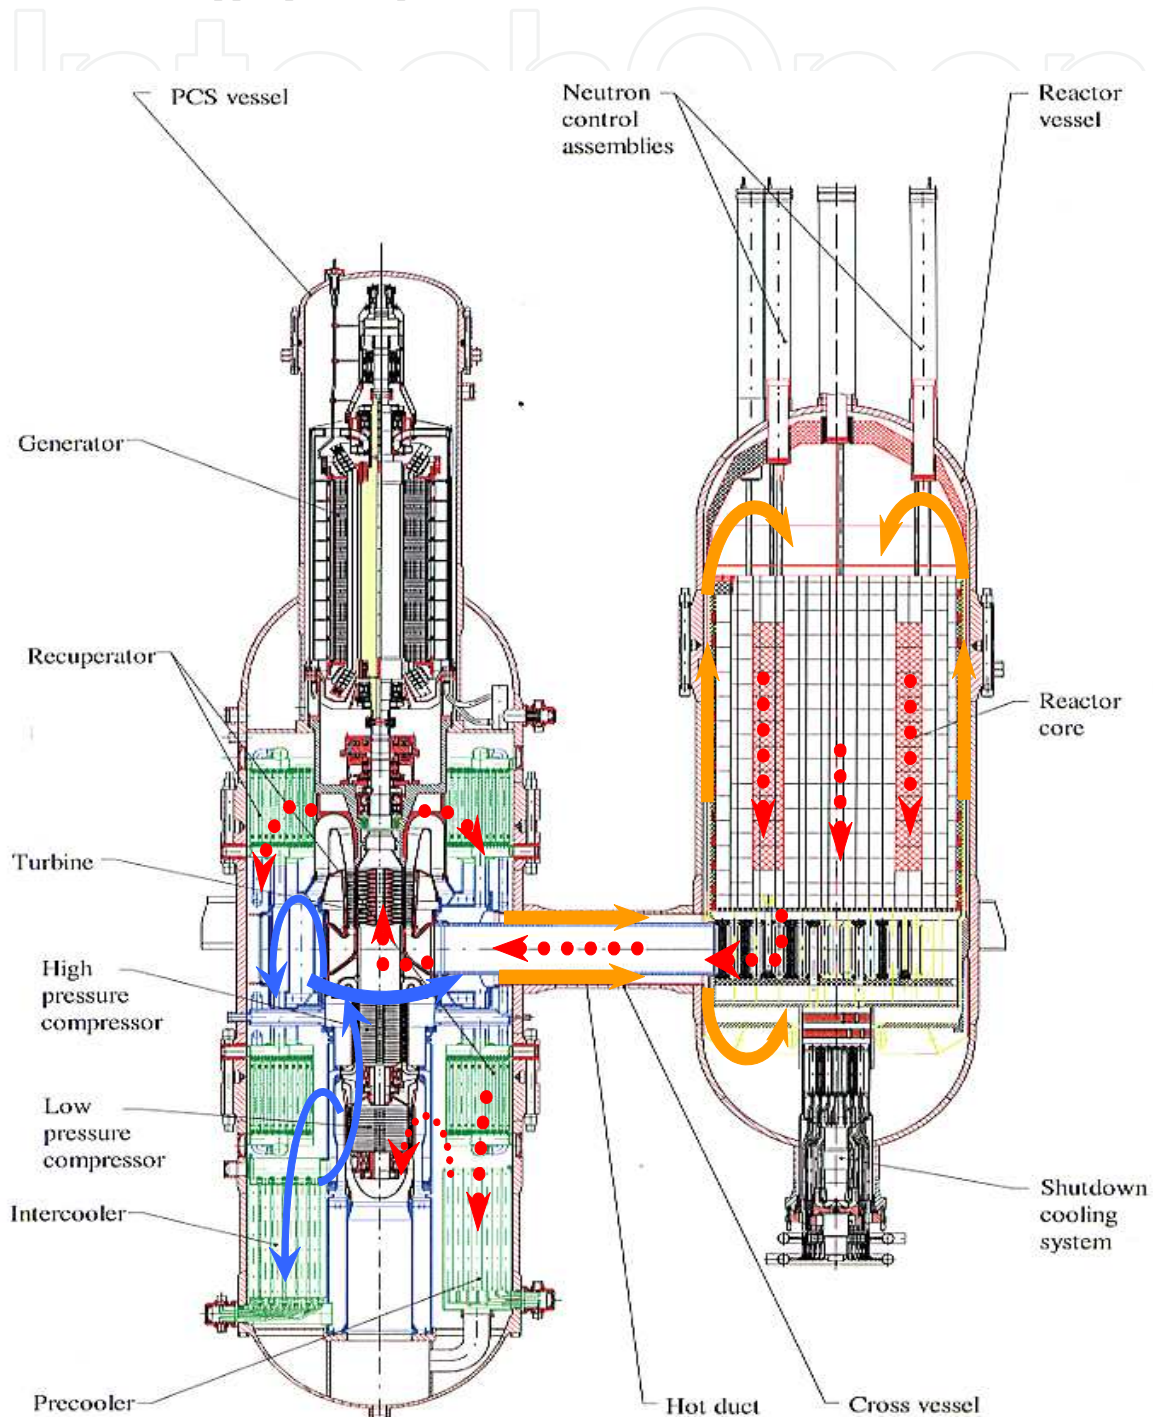 IntechOpen
PCS vessel
Neutron
control
assemblies
Reactor
vessel
Generator
Recuperator
Reactor
core
Turbine
High
pressure
compressor
Low
pressure
compressor
Intercooler
Shutdown
cooling
system
Precooler
Hot duct
Cross vessel